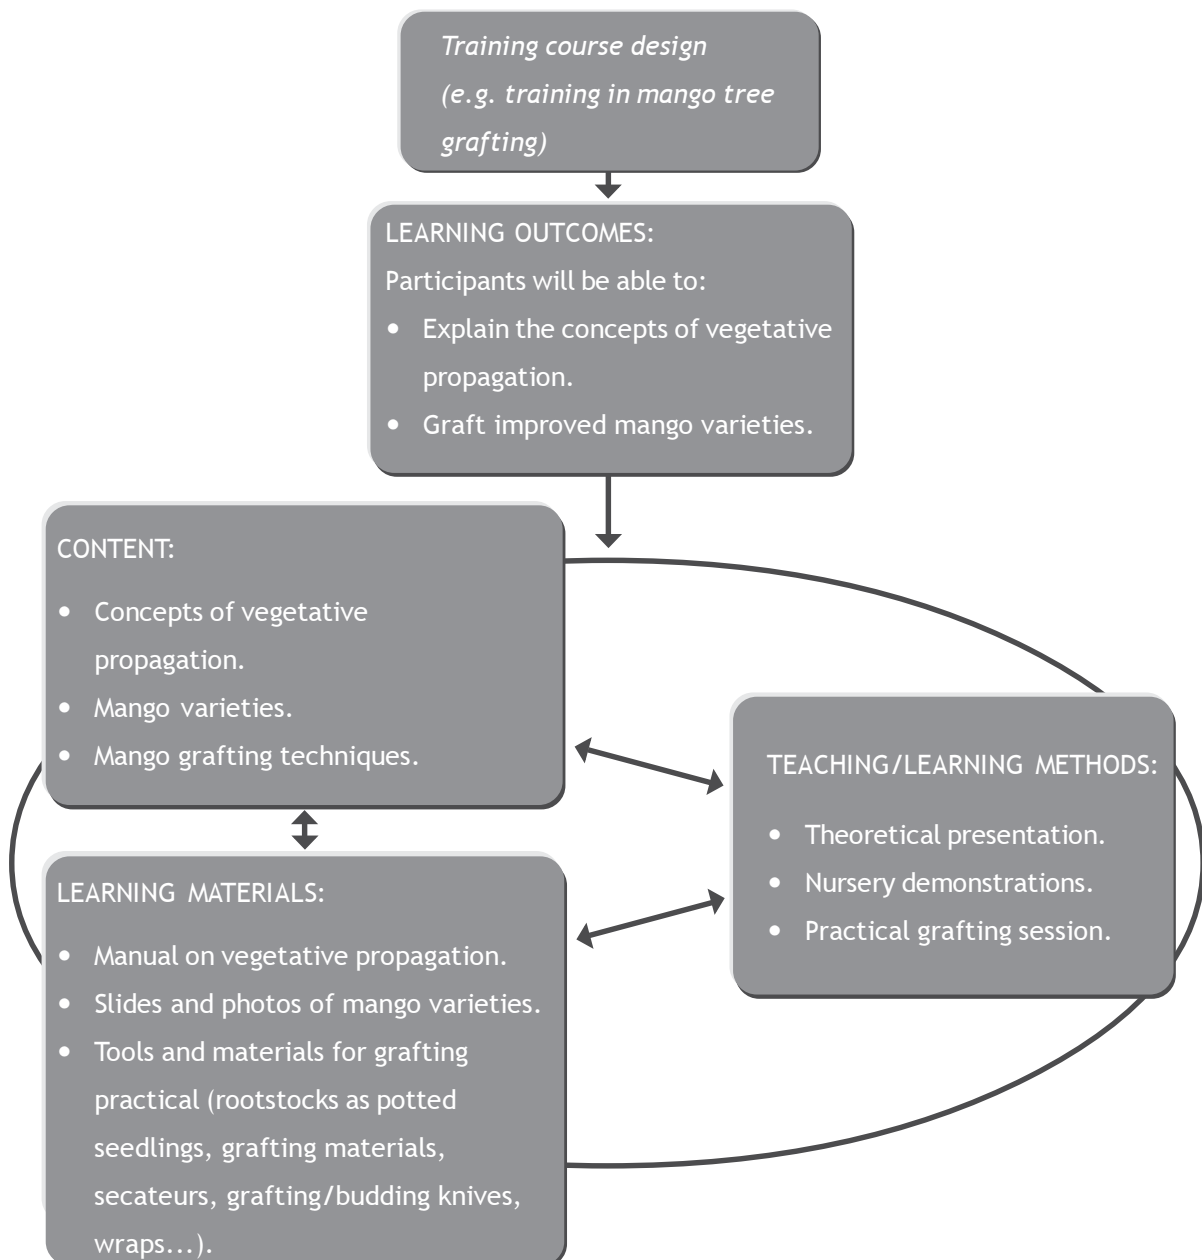 Training course design
(e.g. training in mango tree
grafting)
LEARNING OUTCOMES:
Participants will be able to:
• Explain the concepts of vegetative
propagation.
• Graft improved mango varieties.
CONTENT:
• Concepts of vegetative
propagation.
• Mango varieties.
• Mango grafting techniques.
TEACHING/LEARNING METHODS:
• Theoretical presentation.
• Nursery demonstrations.
• Practical grafting session.
LEARNING MATERIALS:
• Manual on vegetative propagation.
• Slides and photos of mango varieties.
• Tools and materials for grafting
practical (rootstocks as potted
seedlings, grafting materials,
secateurs, grafting/budding knives,
wraps...).